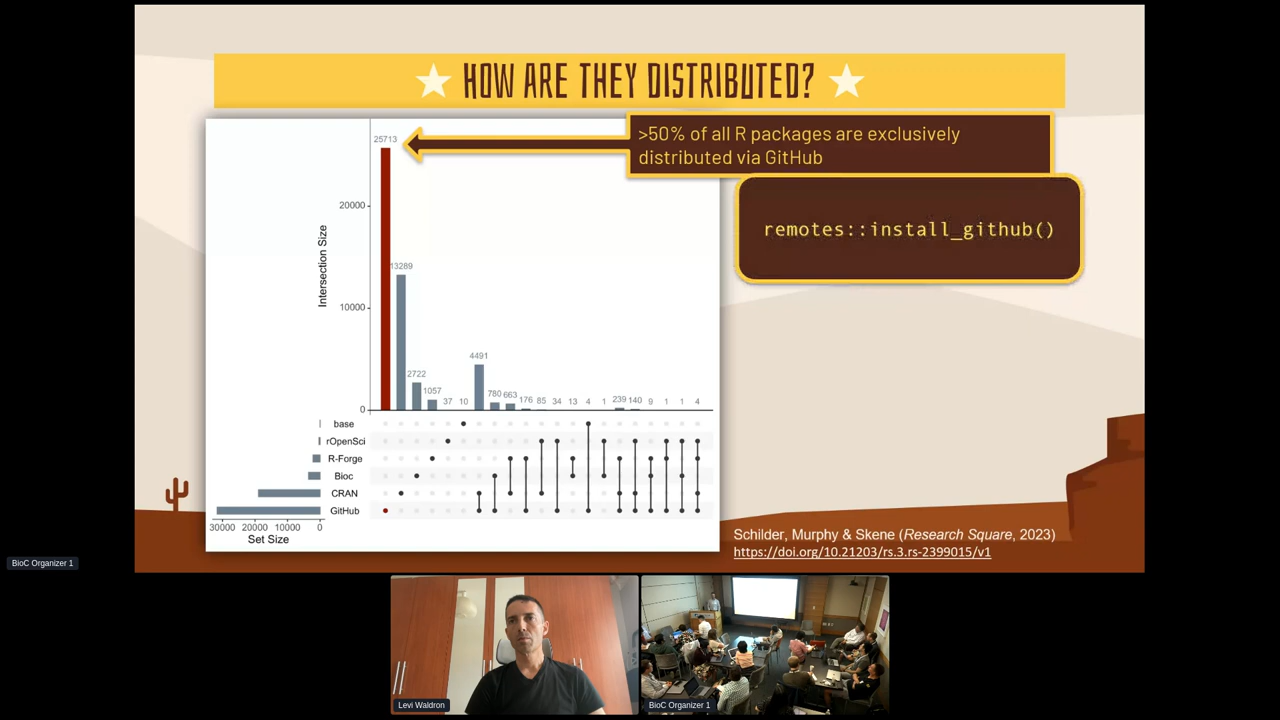 HOW ARE THEY DISTRIBUTED?
>50% of all R packages are exclusively
distributed via GitHub
remotes::install_github()
25713
20000
13289
10000
4491
2722
1057
37
10
780
663
176
85
34
13
4
1
239
140
9
1
1
4
0
Intersection Size
base
rOpenSci
R-Forge
Bioc
CRAN
GitHub
30000 20000 10000 0
Set Size
Schilder, Murphy & Skene (Research Square, 2023)
https://doi.org/10.21203/rs.3.rs-2399015/v1
BioC Organizer 1
Levi Waldron
BioC Organizer 1